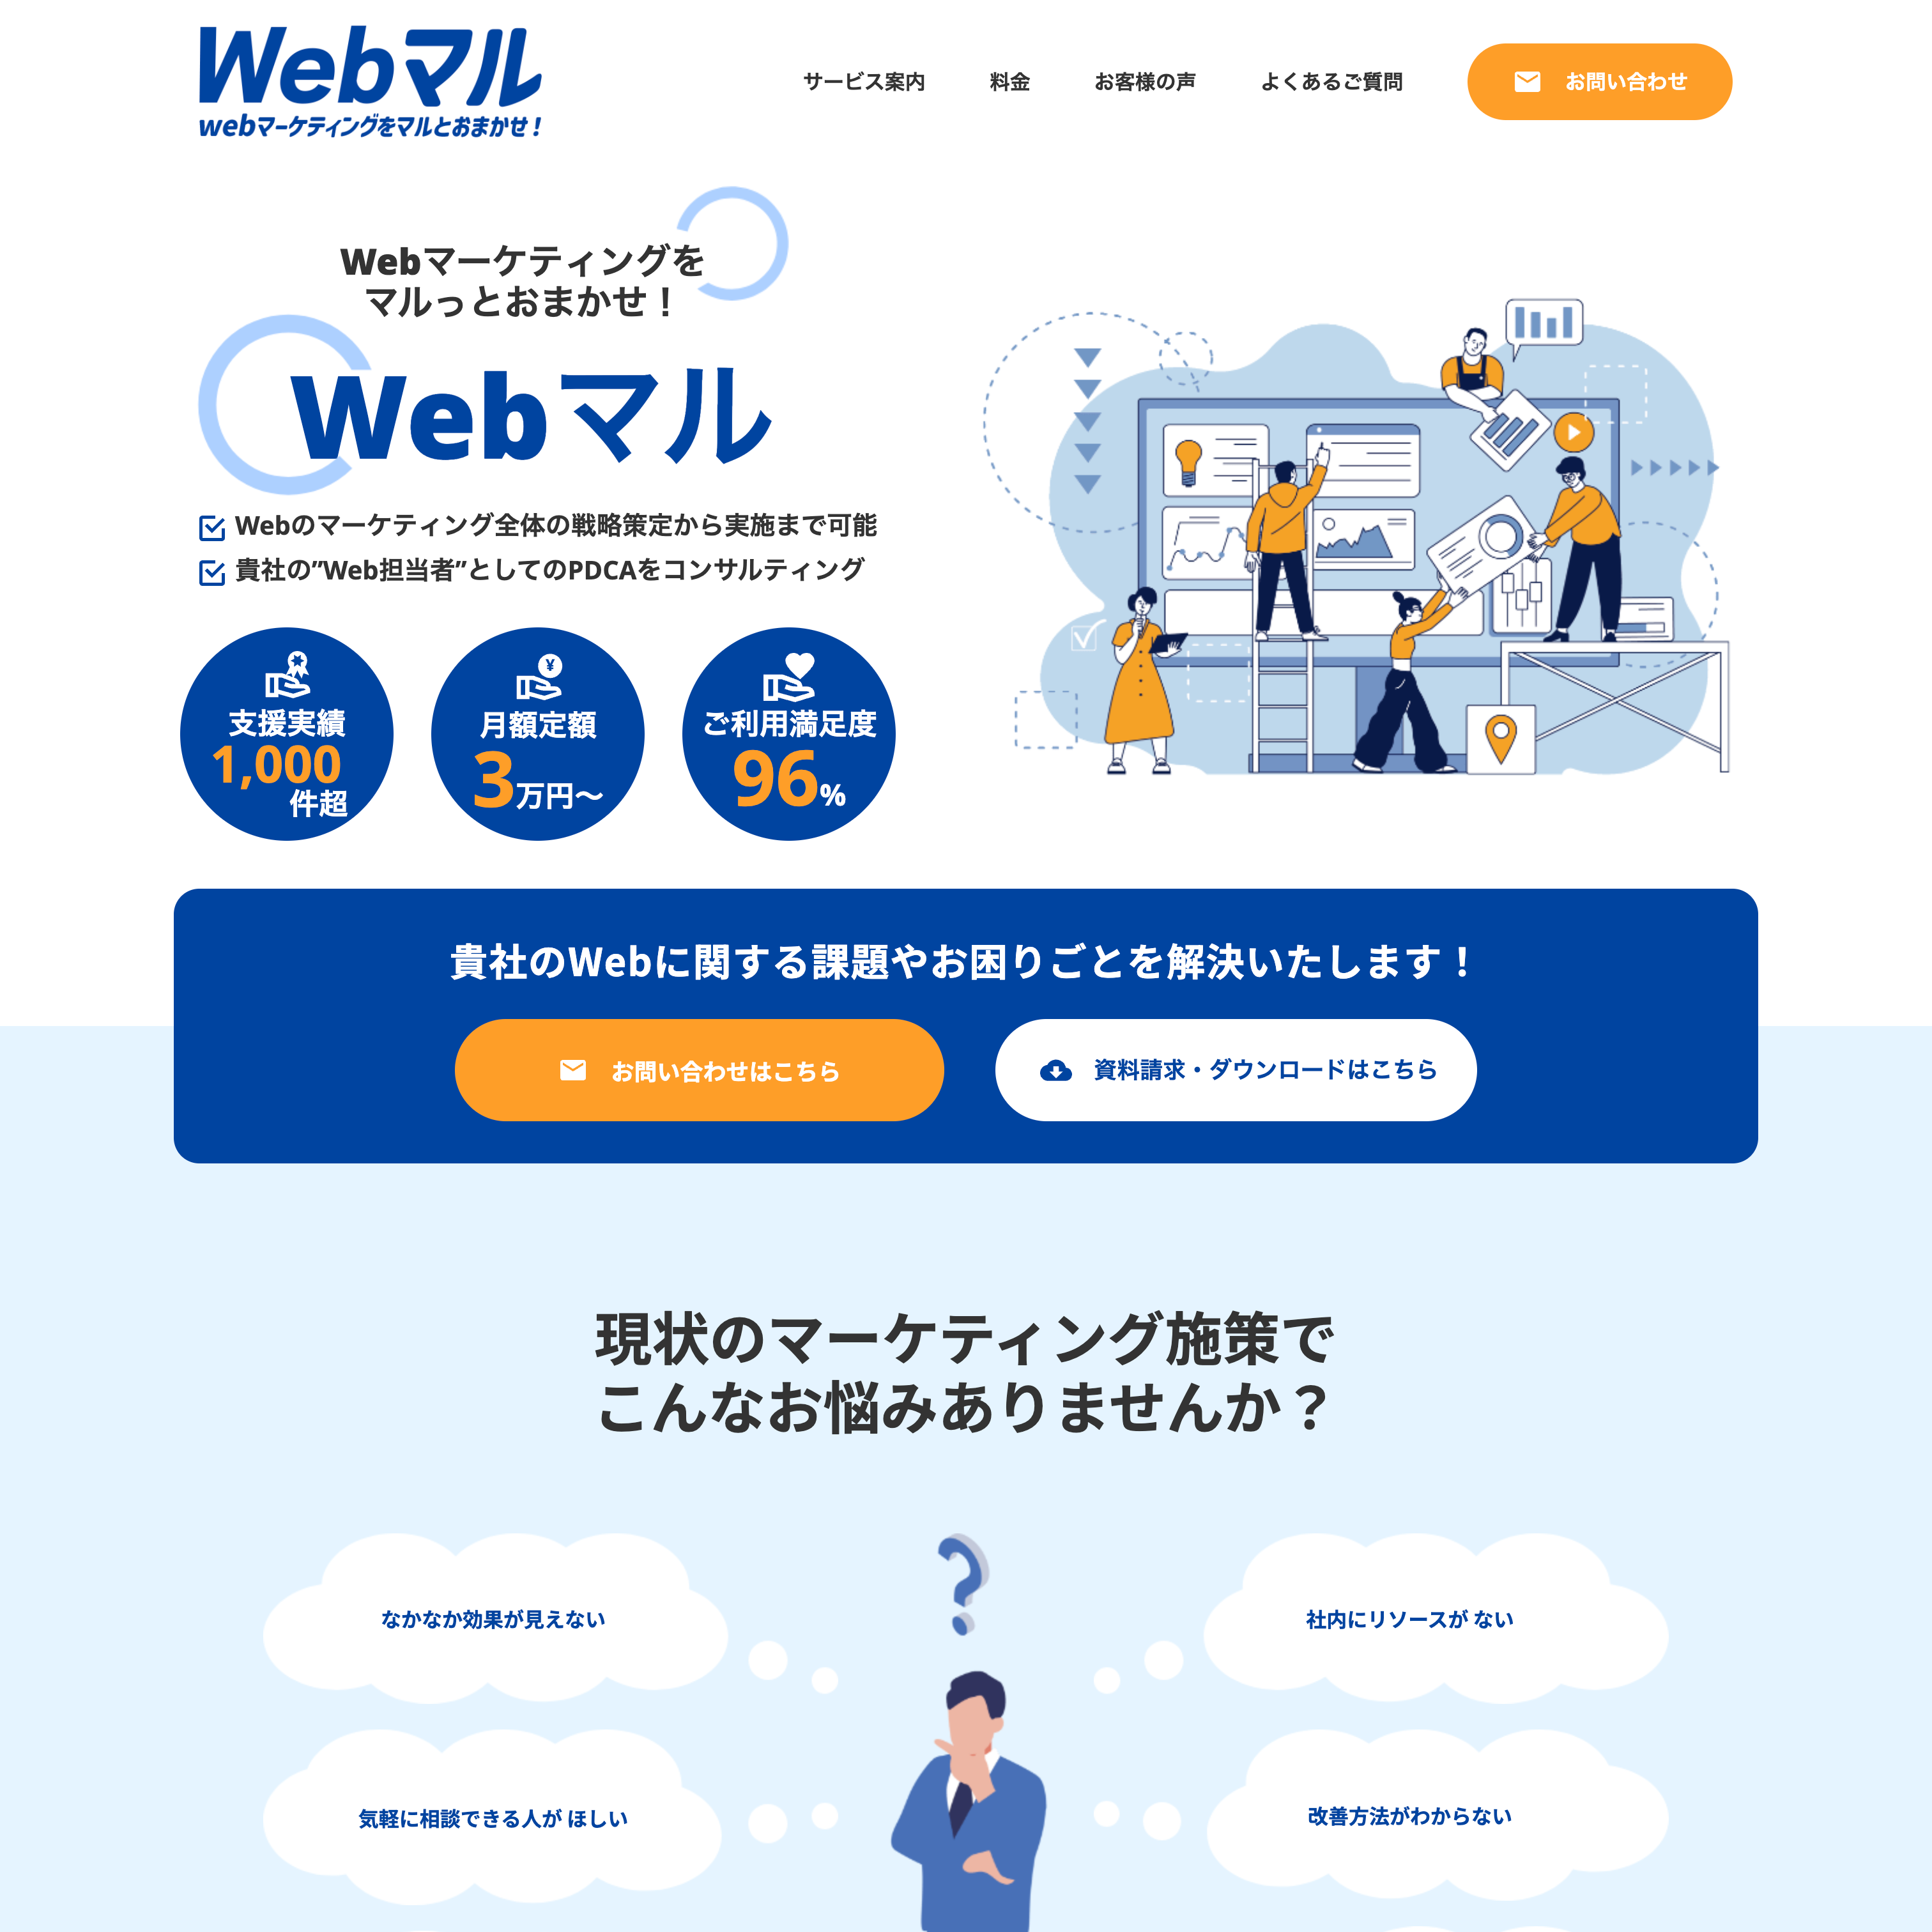 Webマル
webマーケティングをマルとおまかせ！
サービス案内
料金
お客様の声
よくあるご質問
お問い合わせ
Webマーケティングを
マルっとおまかせ！
Webマル
Webのマーケティング全体の戦略策定から実施まで可能
貴社の”Web担当者”としてのPDCAをコンサルティング
支援実績
1,000
件超
¥
月額定額
3万円〜
ご利用満足度
96%
貴社のWebに関する課題やお困りごとを解決いたします！
お問い合わせはこちら
資料請求・ダウンロードはこちら
現状のマーケティング施策で
こんなお悩みありませんか？
?
なかなか効果が見えない
社内にリソースが ない
気軽に相談できる人が ほしい
改善方法がわからない